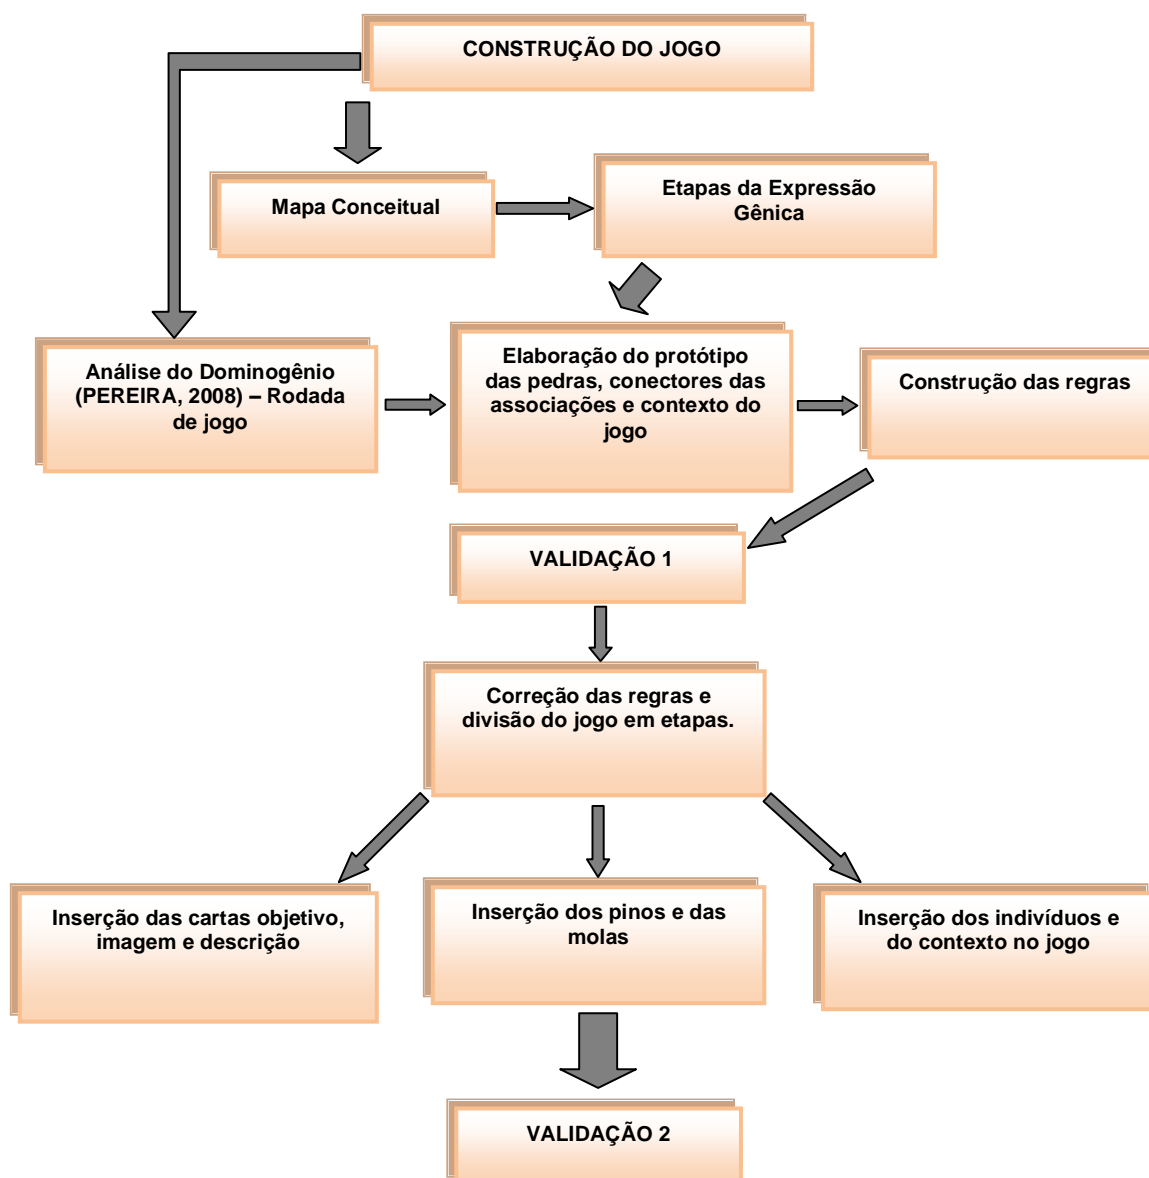 CONSTRUÇÃO DO JOGO
Mapa Conceitual
Etapas da Expressão
Gênica
Análise do Dominogênio
(PEREIRA, 2008) – Rodada
de jogo
Elaboração do protótipo
das pedras, conectores das
associações e contexto do
jogo
Construção das regras
VALIDAÇÃO 1
Correção das regras e
divisão do jogo em etapas.
Inserção das cartas objetivo,
imagem e descrição
Inserção dos pinos e das
molas
Inserção dos indivíduos e
do contexto no jogo
VALIDAÇÃO 2